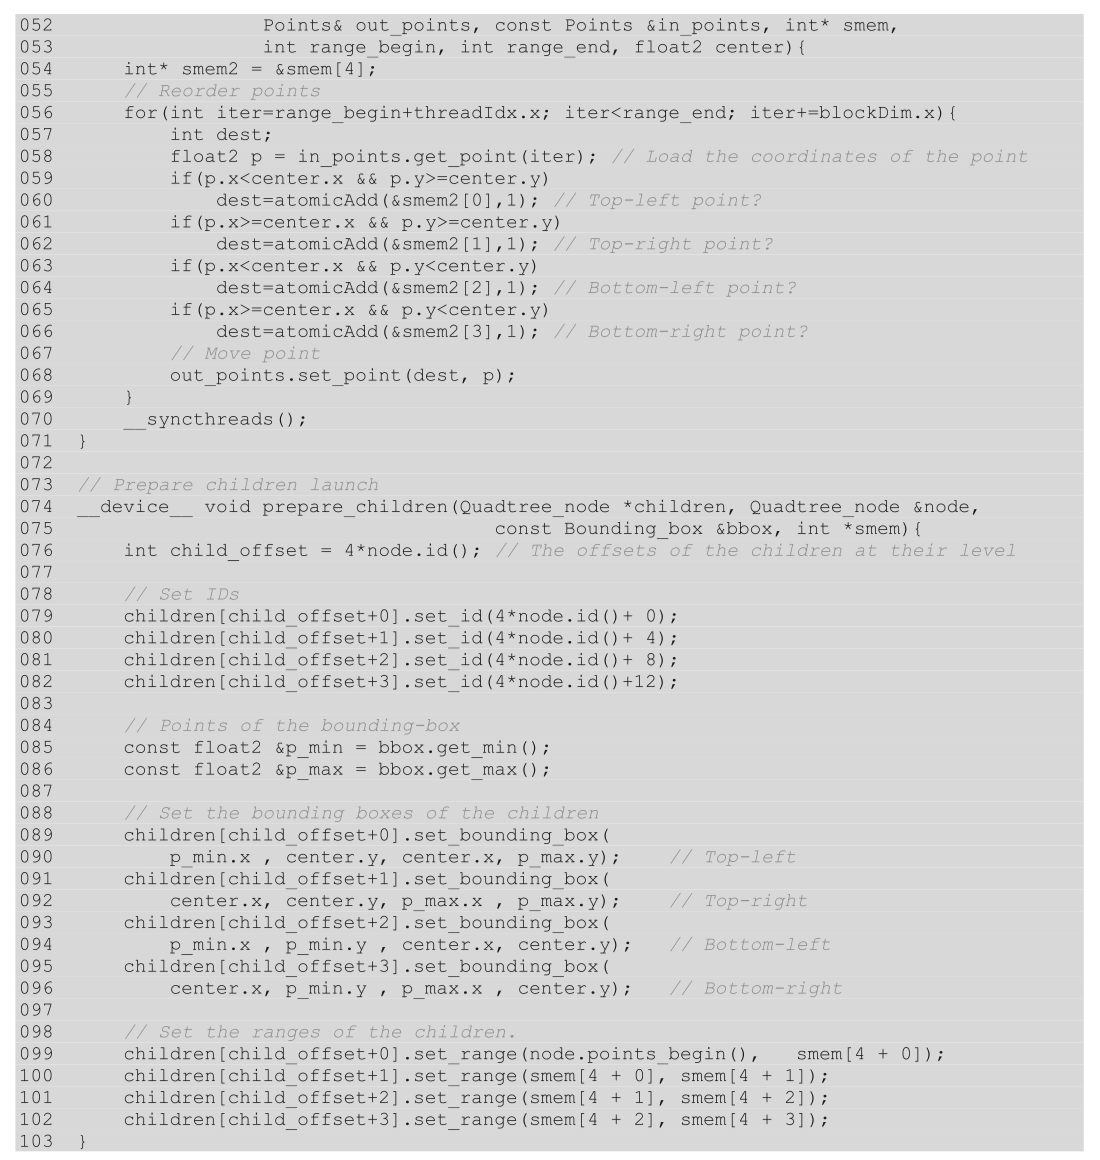 052                 Points& out_points, const Points &in_points, int* smem,
053                 int range_begin, int range_end, float2 center){
054     int* smem2 = &smem[4];
055     // Reorder points
056     for(int iter=range_begin+threadIdx.x; iter<range_end; iter+=blockDim.x){
057         int dest;
058         float2 p = in_points.get_point(iter); // Load the coordinates of the point
059         if(p.x<center.x && p.y>=center.y)
060             dest=atomicAdd(&smem2[0],1); // Top-left point?
061         if(p.x>=center.x && p.y>=center.y)
062             dest=atomicAdd(&smem2[1],1); // Top-right point?
063         if(p.x<center.x && p.y<center.y)
064             dest=atomicAdd(&smem2[2],1); // Bottom-left point?
065         if(p.x>=center.x && p.y<center.y)
066             dest=atomicAdd(&smem2[3],1); // Bottom-right point?
067         // Move point
068         out_points.set_point(dest, p);
069     }
070     __syncthreads();
071 }
072
073 // Prepare children launch
074 __device__ void prepare_children(Quadtree_node *children, Quadtree_node &node,
075                                     const Bounding_box &bbox, int *smem){
076     int child_offset = 4*node.id(); // The offsets of the children at their level
077
078     // Set IDs
079     children[child_offset+0].set_id(4*node.id()+ 0);
080     children[child_offset+1].set_id(4*node.id()+ 4);
081     children[child_offset+2].set_id(4*node.id()+ 8);
082     children[child_offset+3].set_id(4*node.id()+12);
083
084     // Points of the bounding-box
085     const float2 &p_min = bbox.get_min();
086     const float2 &p_max = bbox.get_max();
087
088     // Set the bounding boxes of the children
089     children[child_offset+0].set_bounding_box(
090         p_min.x , center.y, center.x, p_max.y);    // Top-left
091     children[child_offset+1].set_bounding_box(
092         center.x, center.y, p_max.x , p_max.y);    // Top-right
093     children[child_offset+2].set_bounding_box(
094         p_min.x , p_min.y , center.x, center.y);   // Bottom-left
095     children[child_offset+3].set_bounding_box(
096         center.x, p_min.y , p_max.x , center.y);   // Bottom-right
097
098     // Set the ranges of the children.
099     children[child_offset+0].set_range(node.points_begin(),   smem[4 + 0]);
100     children[child_offset+1].set_range(smem[4 + 0], smem[4 + 1]);
101     children[child_offset+2].set_range(smem[4 + 1], smem[4 + 2]);
102     children[child_offset+3].set_range(smem[4 + 2], smem[4 + 3]);
103 }